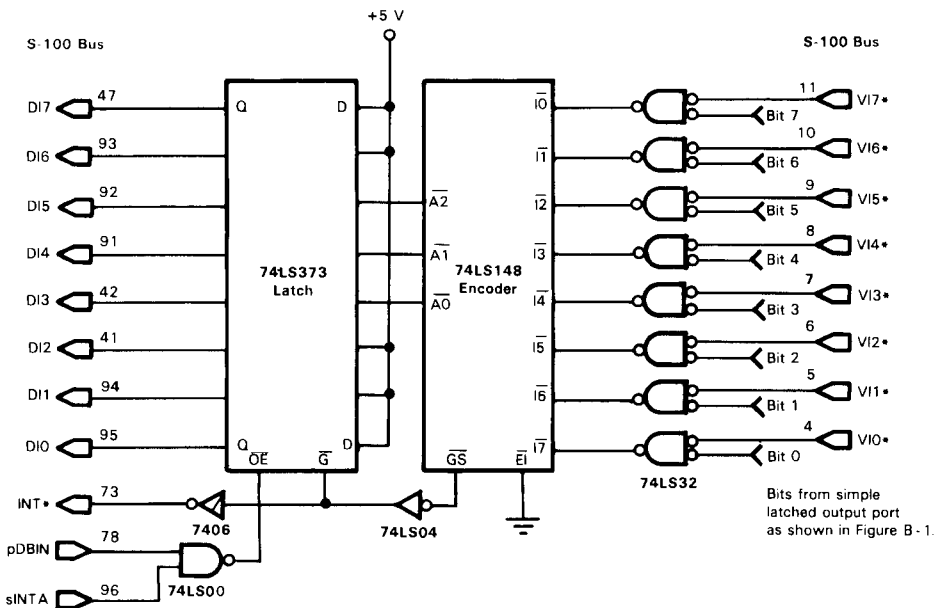 +5 V
S-100 Bus
S-100 Bus
DI7 47 Q D I0 11 VI7*
Bit 7
DI6 93 I1 10 VI6*
Bit 6
DI5 92 A2 I2 9 VI5*
Bit 5
DI4 91 A1 I3 8 VI4*
Bit 4
74LS373
Latch
74LS148
Encoder
DI3 42 A0 I4 7 VI3*
Bit 3
DI2 41 I5 6 VI2*
Bit 2
DI1 94 I6 5 VI1*
Bit 1
DI0 95 Q D I7 4 VI0*
Bit 0
OE G GS EI
74LS32
INT* 73
7406
74LS04
pDBIN 78
sINTA 96
74LS00
Bits from simple
latched output port
as shown in Figure B-1.